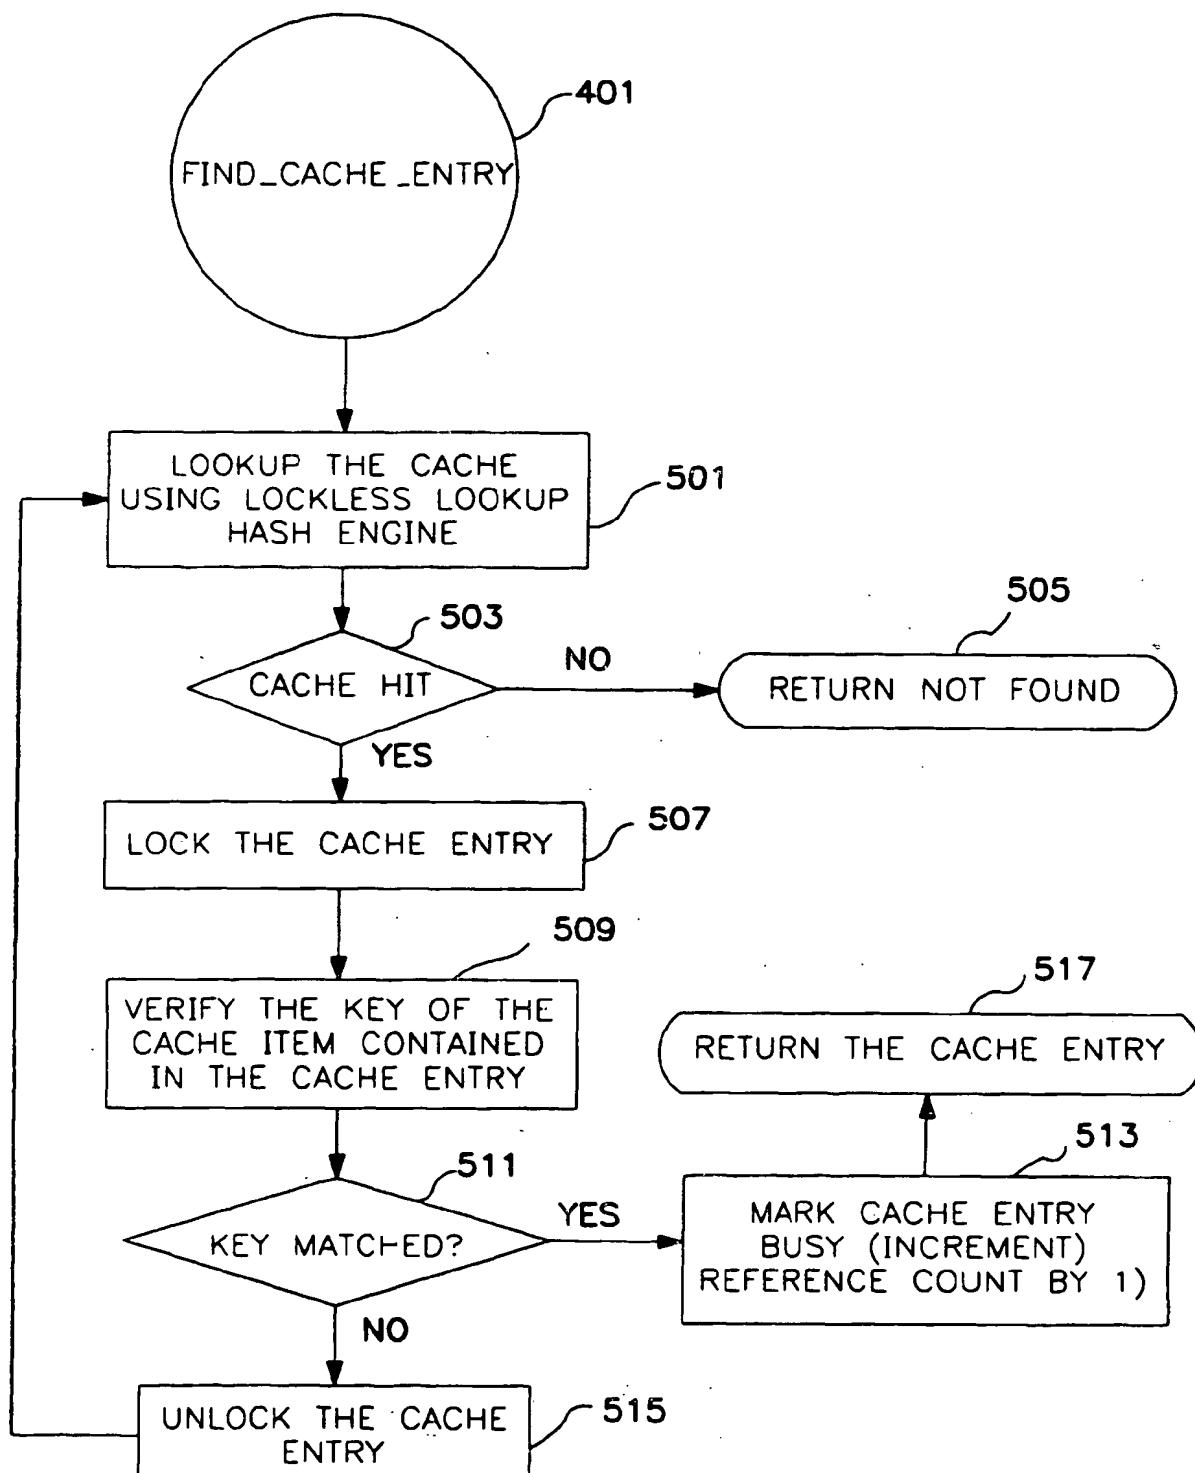 401
FIND_CACHE_ENTRY
LOOKUP THE CACHE
USING LOCKLESS LOOKUP
HASH ENGINE
501
503
CACHE HIT
NO
YES
505
RETURN NOT FOUND
LOCK THE CACHE ENTRY
507
509
VERIFY THE KEY OF THE
CACHE ITEM CONTAINED
IN THE CACHE ENTRY
517
RETURN THE CACHE ENTRY
511
KEY MATCHED?
YES
NO
513
MARK CACHE ENTRY
BUSY (INCREMENT)
REFERENCE COUNT BY 1)
UNLOCK THE CACHE
ENTRY
515